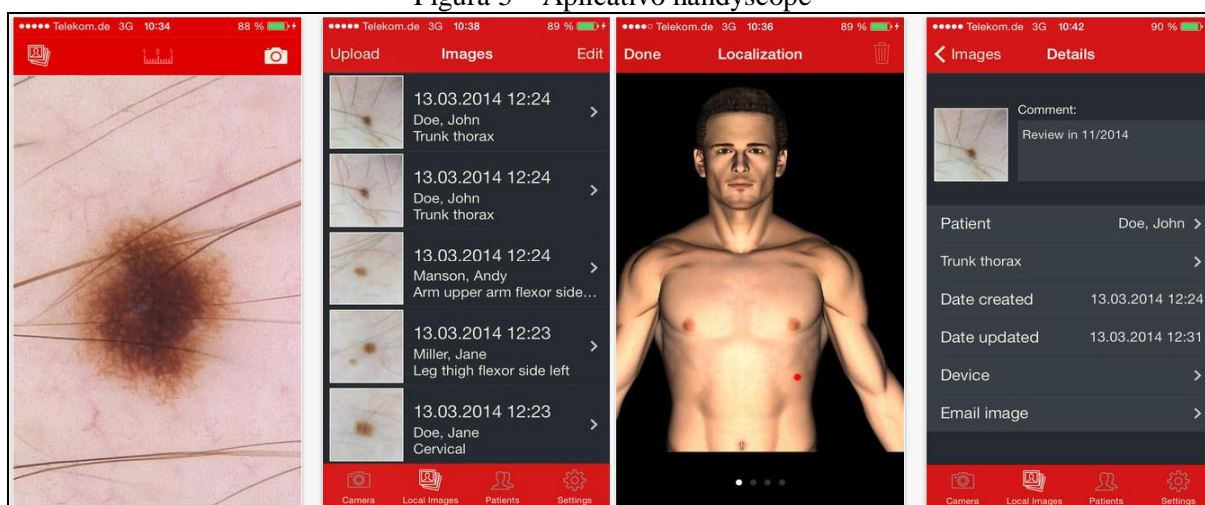 Figura 5 – Aplicativo handyscope
Telekom.de 3G 10:34 88 %
Telekom.de 3G 10:38 89 %
Upload Images Edit
13.03.2014 12:24
Doe, John
Trunk thorax
13.03.2014 12:24
Doe, John
Trunk thorax
13.03.2014 12:24
Manson, Andy
Arm upper arm flexor side...
13.03.2014 12:23
Miller, Jane
Leg thigh flexor side left
13.03.2014 12:23
Doe, Jane
Cervical
Camera Local Images Patients Settings
Telekom.de 3G 10:36 89 %
Done Localization
Telekom.de 3G 10:42 90 %
Images Details
Comment:
Review in 11/2014
Patient Doe, John
Trunk thorax
Date created 13.03.2014 12:24
Date updated 13.03.2014 12:31
Device
Email image
Camera Local Images Patients Settings